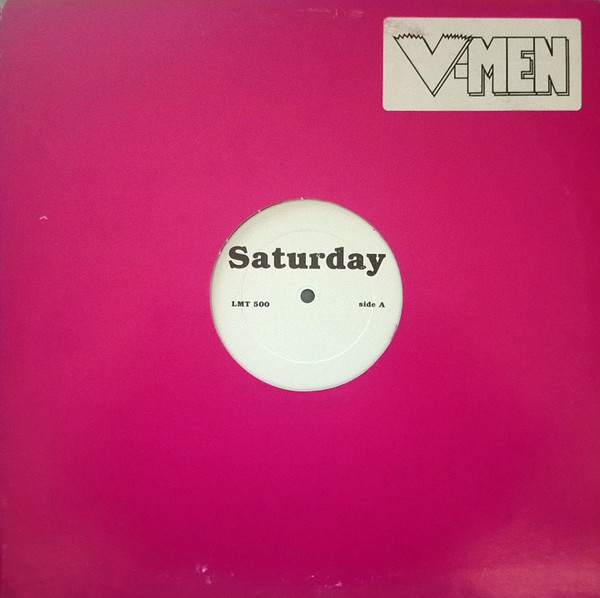 V-MEN
Saturday
LMT 500
side A